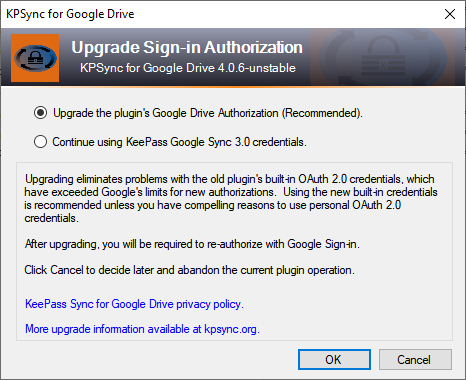 KPSync for Google Drive
Upgrade Sign-in Authorization
KPSync for Google Drive 4.0.6-unstable
Upgrade the plugin's Google Drive Authorization (Recommended).
Continue using KeePass Google Sync 3.0 credentials.
Upgrading eliminates problems with the old plugin's built-in OAuth 2.0 credentials, which
have exceeded Google's limits for new authorizations.  Using the new built-in credentials
is recommended unless you have compelling reasons to use personal OAuth 2.0
credentials.
After upgrading, you will be required to re-authorize with Google Sign-in.
Click Cancel to decide later and abandon the current plugin operation.
KeePass Sync for Google Drive privacy policy.
More upgrade information available at kpsync.org.
OK
Cancel